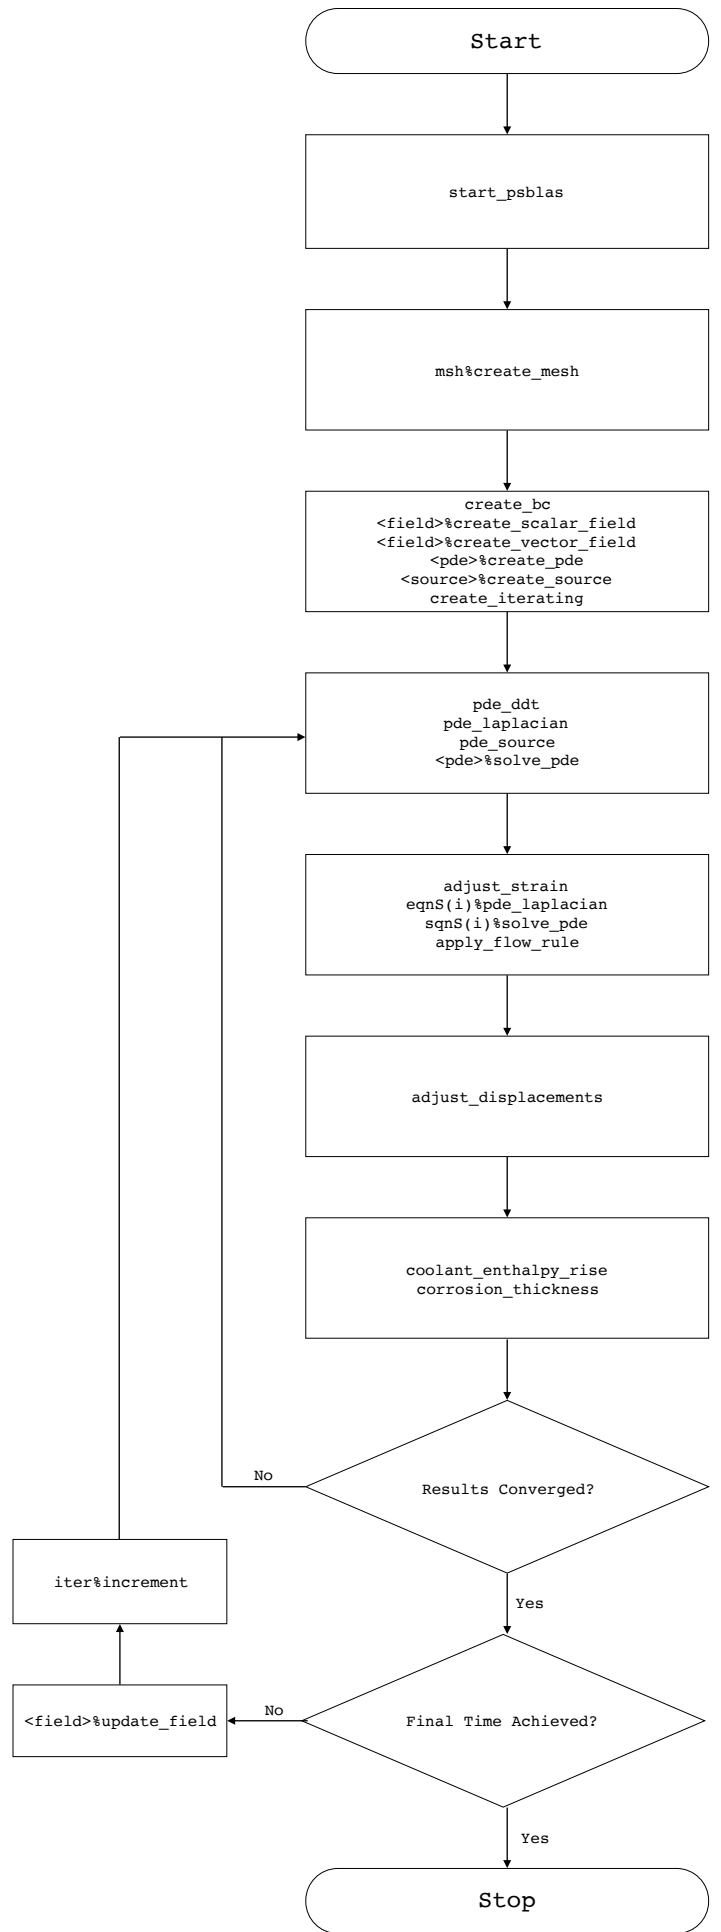 Start
start_psblas
msh%create_mesh
create_bc
<field>%create_scalar_field
<field>%create_vector_field
<pde>%create_pde
<source>%create_source
create_iterating
pde_ddt
pde_laplacian
pde_source
<pde>%solve_pde
adjust_strain
eqnS(i)%pde_laplacian
sqnS(i)%solve_pde
apply_flow_rule
adjust_displacements
coolant_enthalpy_rise
corrosion_thickness
No
Results Converged?
iter%increment
Yes
<field>%update_field
No
Final Time Achieved?
Yes
Stop